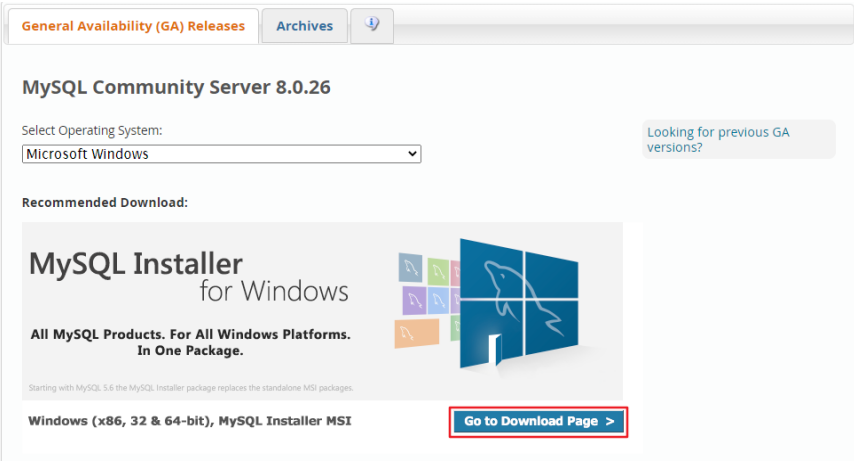 General Availability (GA) Releases
Archives
MySQL Community Server 8.0.26
Select Operating System:
Looking for previous GA
versions?
Microsoft Windows
Recommended Download:
MySQL Installer
for Windows
All MySQL Products. For All Windows Platforms.
In One Package.
Starting with MySQL 5.6 the MySQL Installer package replaces the standalone MSI packages.
Windows (x86, 32 & 64-bit), MySQL Installer MSI
Go to Download Page >